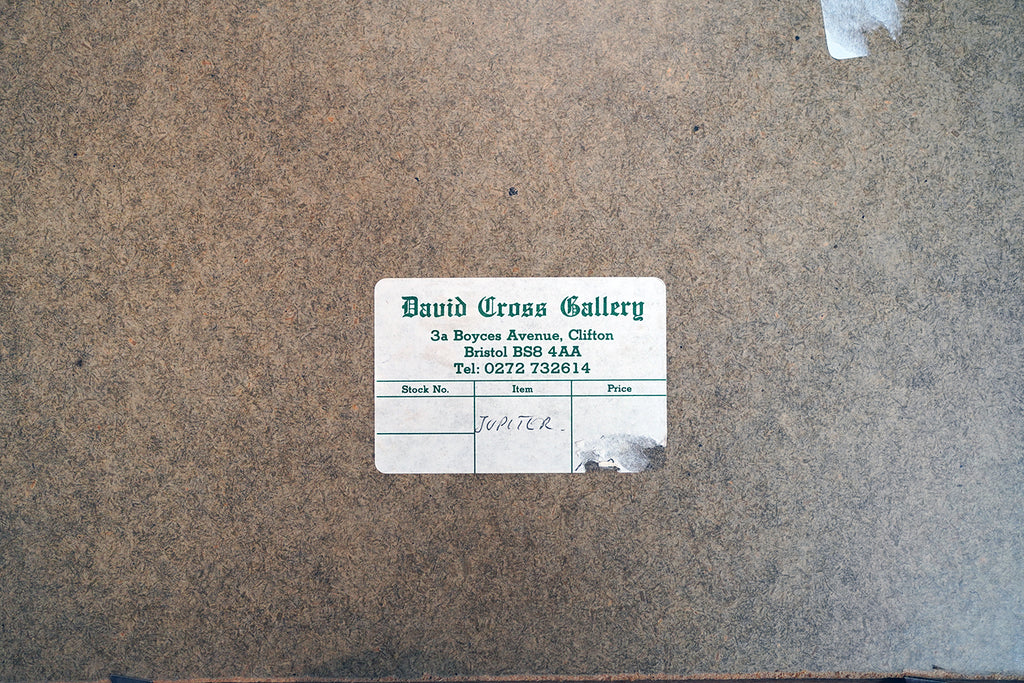 David Cross Gallery
3a Boyces Avenue, Clifton
Bristol BS8 4AA
Tel: 0272 732614
Stock No. Item Price
JUPITER.